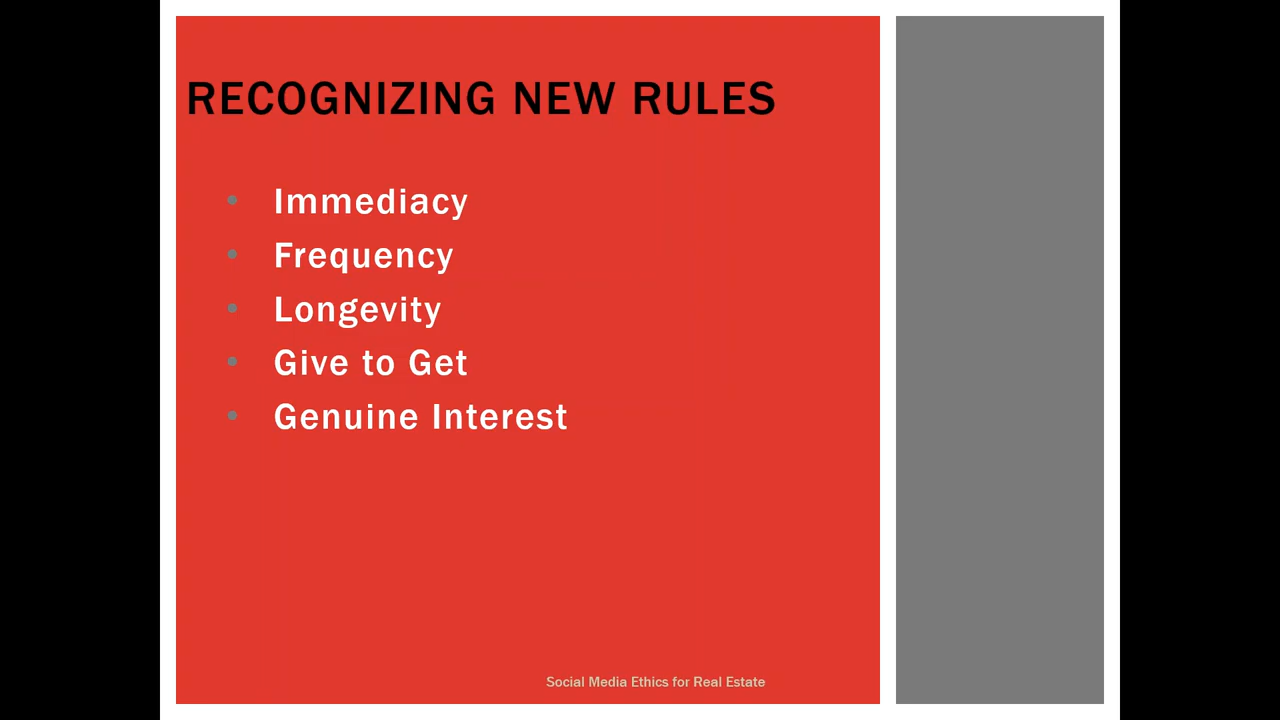 RECOGNIZING NEW RULES
• Immediacy
• Frequency
• Longevity
• Give to Get
• Genuine Interest
Social Media Ethics for Real Estate